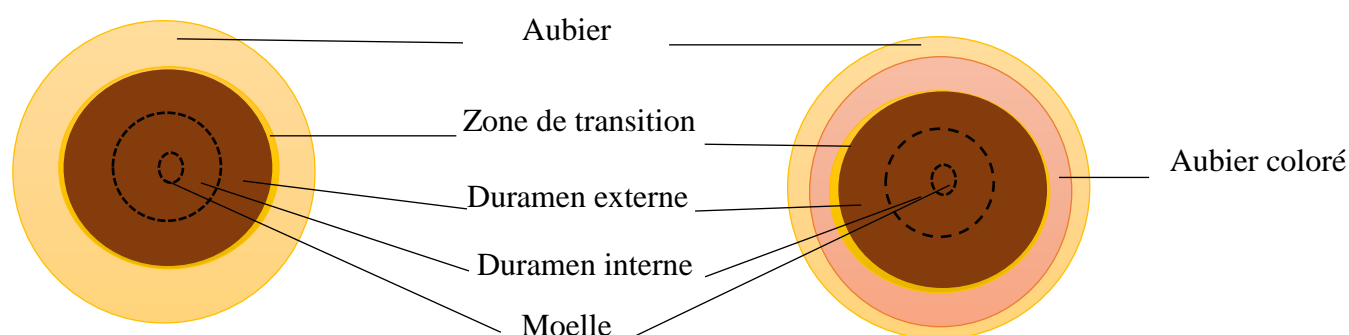 Aubier
Zone de transition
Aubier coloré
Duramen externe
Duramen interne
Moelle